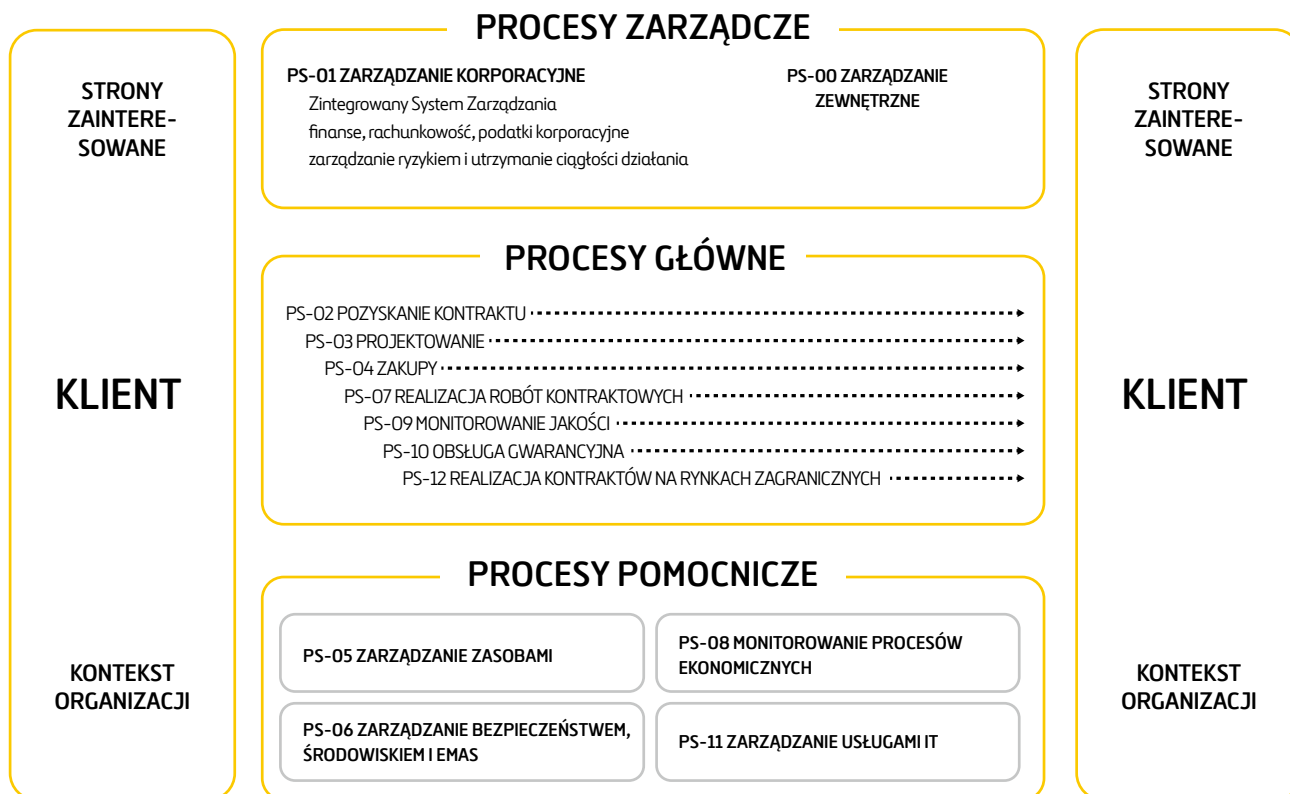 STRONY
ZAINTERE-
SOWANE
KLIENT
KONTEKST
ORGANIZACJI
PROCESY ZARZĄDCZE
PS-01 ZARZĄDZANIE KORPORACYJNE
Zintegrowany System Zarządzania
finanse, rachunkowość, podatki korporacyjne
zarządzanie ryzykiem i utrzymanie ciągłości działania
PS-00 ZARZĄDZANIE
ZEWNĘTRZNE
PROCESY GŁÓWNE
PS-02 POZYSKANIE KONTRAKTU
PS-03 PROJEKTOWANIE
PS-04 ZAKUPY
PS-07 REALIZACJA ROBÓT KONTRAKTOWYCH
PS-09 MONITOROWANIE JAKOŚCI
PS-10 OBSŁUGA GWARANCYJNA
PS-12 REALIZACJA KONTRAKTÓW NA RYNKACH ZAGRANICZNYCH
PROCESY POMOCNICZE
PS-05 ZARZĄDZANIE ZASOBAMI
PS-08 MONITOROWANIE PROCESÓW
EKONOMICZNYCH
PS-06 ZARZĄDZANIE BEZPIECZEŃSTWEM,
ŚRODOWISKIEM I EMAS
PS-11 ZARZĄDZANIE USŁUGAMI IT
STRONY
ZAINTERE-
SOWANE
KLIENT
KONTEKST
ORGANIZACJI